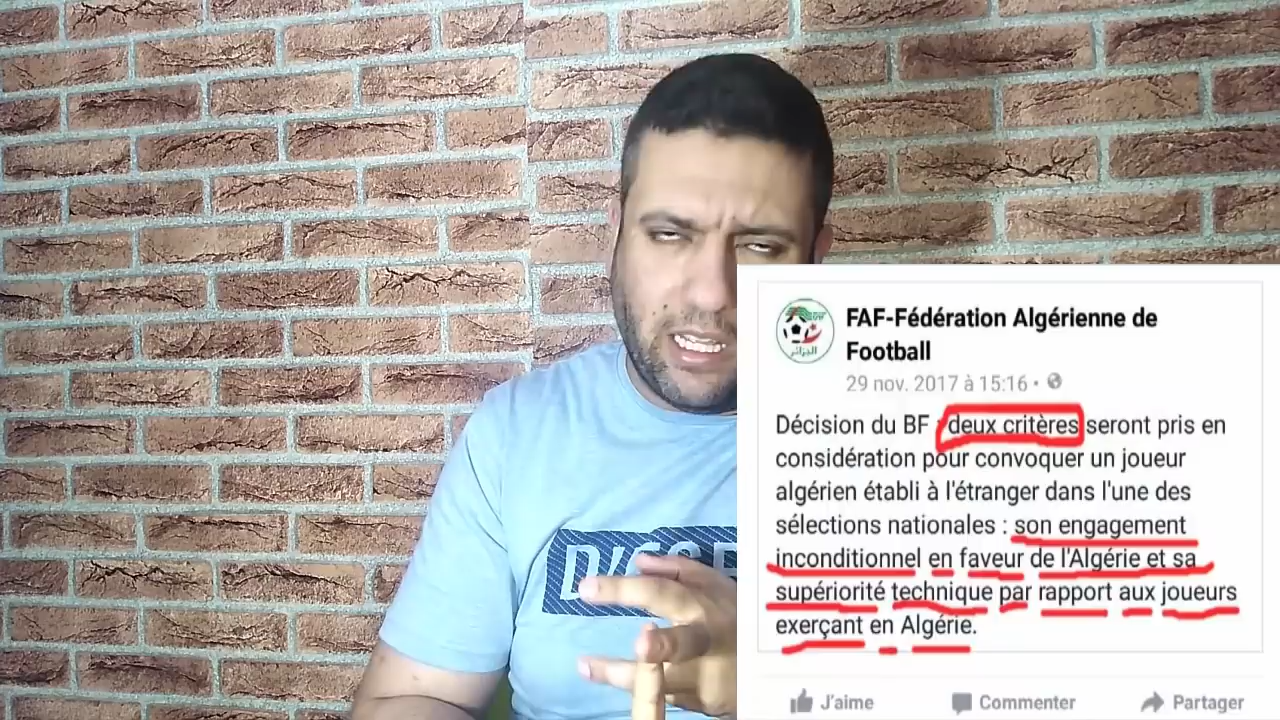 FAF-Fédération Algérienne de
Football
29 nov. 2017 à 15:16
Décision du BF : deux critères seront pris en
considération pour convoquer un joueur
algérien établi à l'étranger dans l'une des
sélections nationales : son engagement
inconditionnel en faveur de l'Algérie et sa
supériorité technique par rapport aux joueurs
exerçant en Algérie.
J'aime
Commenter
Partager